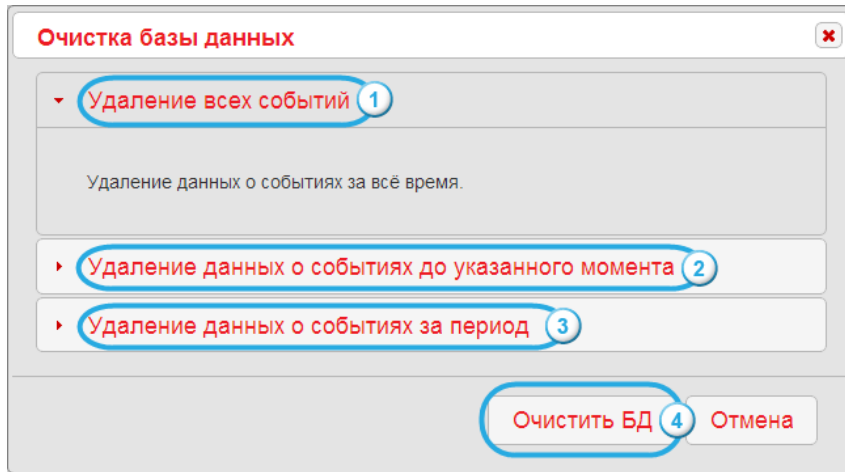 Очистка базы данных
Удаление всех событий 1
Удаление данных о событиях за всё время.
Удаление данных о событиях до указанного момента 2
Удаление данных о событиях за период 3
Очистить БД 4 Отмена